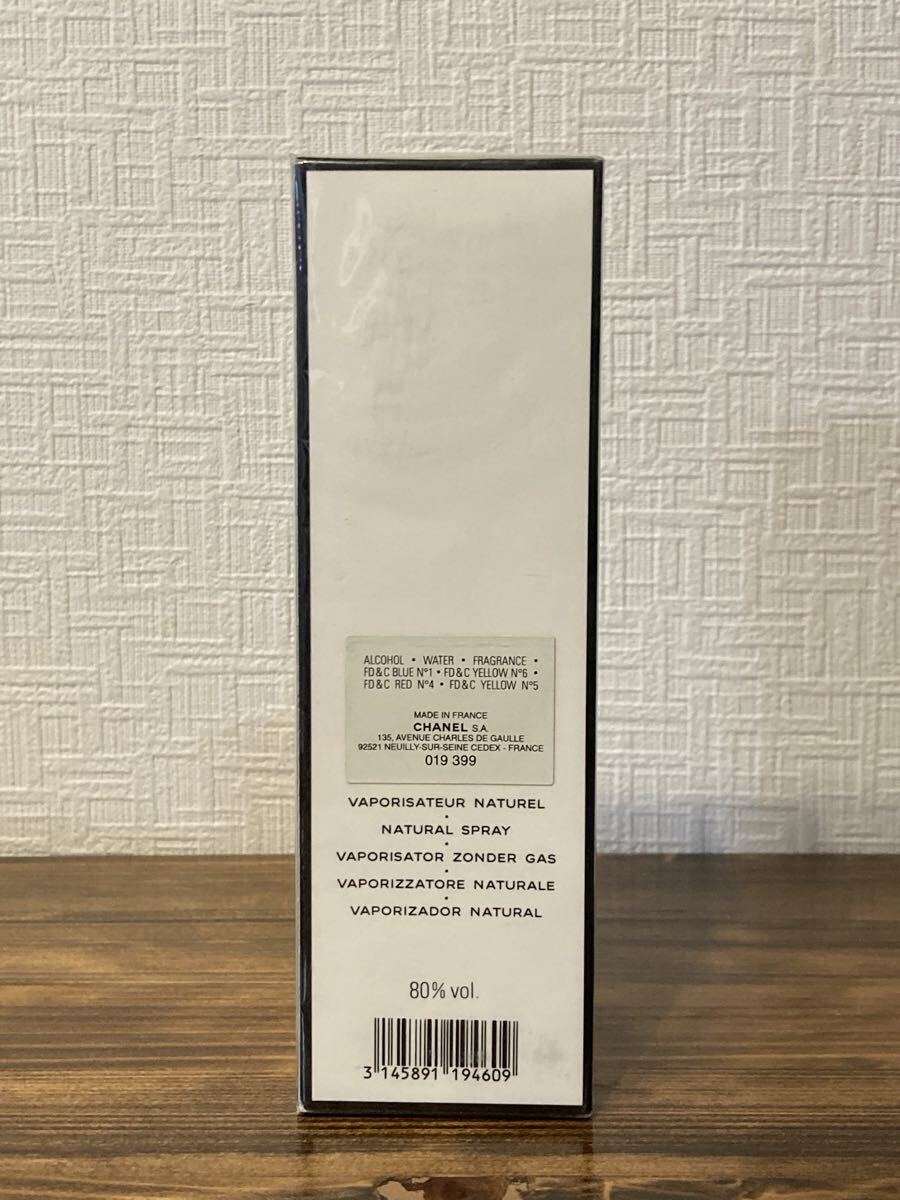 ALCOHOL • WATER • FRAGRANCE •
FD&C BLUE N°1 • FD&C YELLOW N°6 •
FD&C RED N°4 • FD&C YELLOW N°5
MADE IN FRANCE
CHANEL S.A.
135, AVENUE CHARLES DE GAULLE
92521 NEUILLY-SUR-SEINE CEDEX - FRANCE
019 399
VAPORISATEUR NATUREL
•
NATURAL SPRAY
•
VAPORISATOR ZONDER GAS
•
VAPORIZZATORE NATURALE
•
VAPORIZADOR NATURAL
80% vol.
3 145891 194609